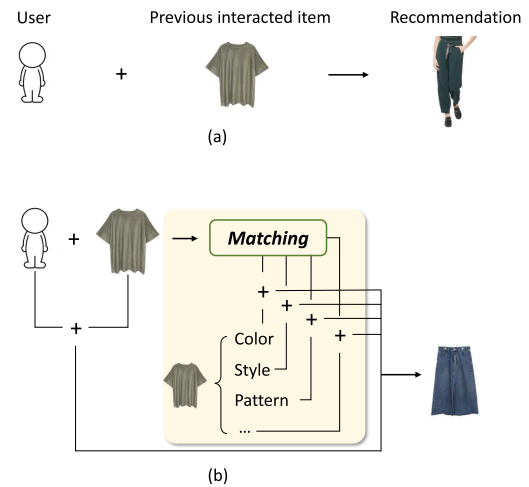 User Previous interacted item Recommendation
+
(a)
+ Matching
+
+
+ +
+
Color
Style
Pattern
...
(b)